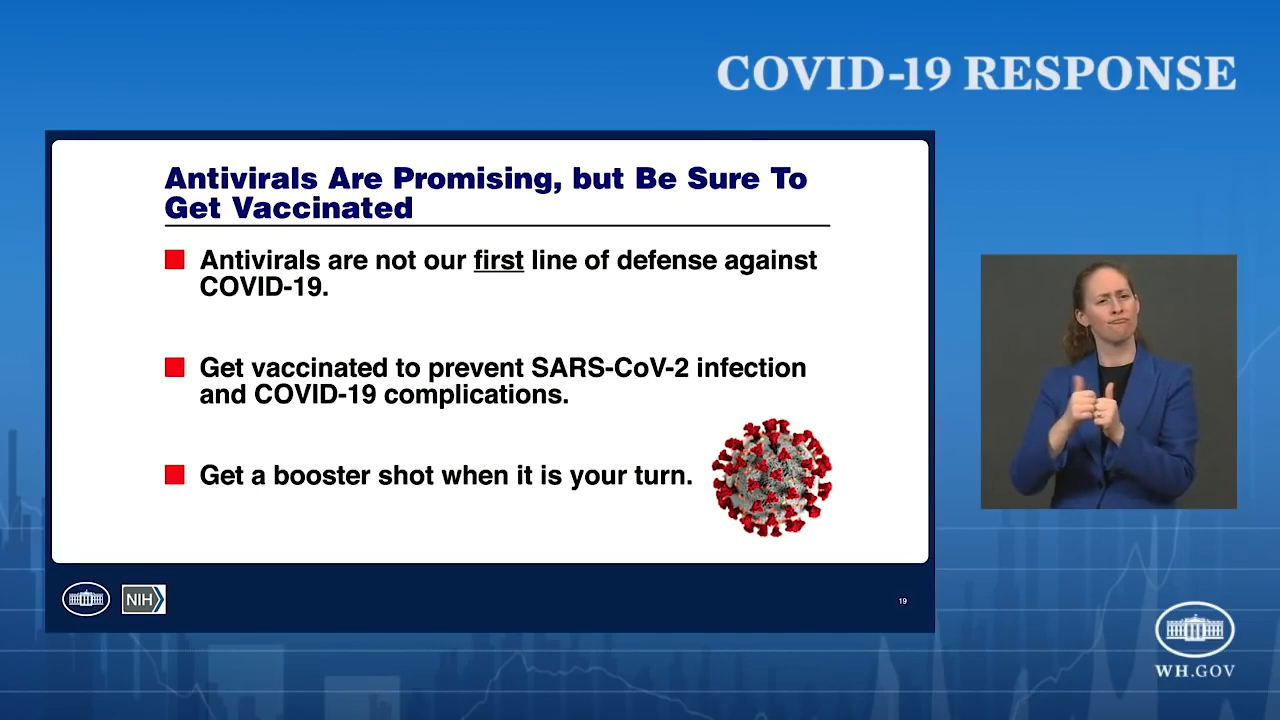 COVID-19 RESPONSE
Antivirals Are Promising, but Be Sure To
Get Vaccinated
Antivirals are not our first line of defense against
COVID-19.
Get vaccinated to prevent SARS-CoV-2 infection
and COVID-19 complications.
Get a booster shot when it is your turn.
NIH
19
WH.GOV